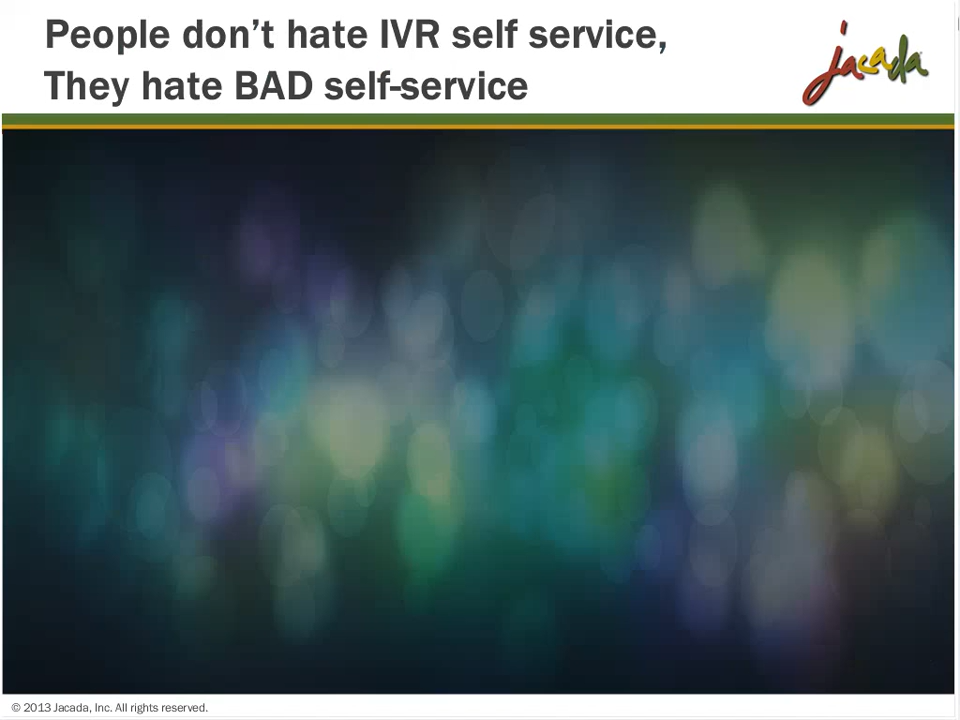 People don’t hate IVR self service,
They hate BAD self-service
jacada
© 2013 Jacada, Inc. All rights reserved.